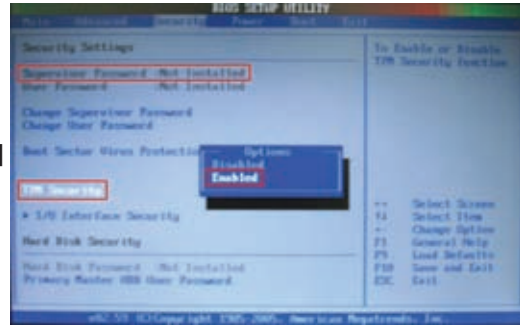 BIOS SETUP UTILITY
Main Advanced Security Power Boot Exit
Security Settings
Supervisor Password :Not Installed
User Password :Not Installed
Change Supervisor Password
Change User Password
Boot Sector Virus Protection
TPM Security
I/O Interface Security
Hard Disk Security
Hard Disk Password :Not Installed
Primary Master HDD User Password
Options
Disabled
Enabled
To Enable or Disable
TPM Security function
Select Screen
Select Item
Change Option
F1 General Help
F9 Load Defaults
F10 Save and Exit
ESC Exit
v02.59 (C)Copyright 1985-2005, American Megatrends, Inc.